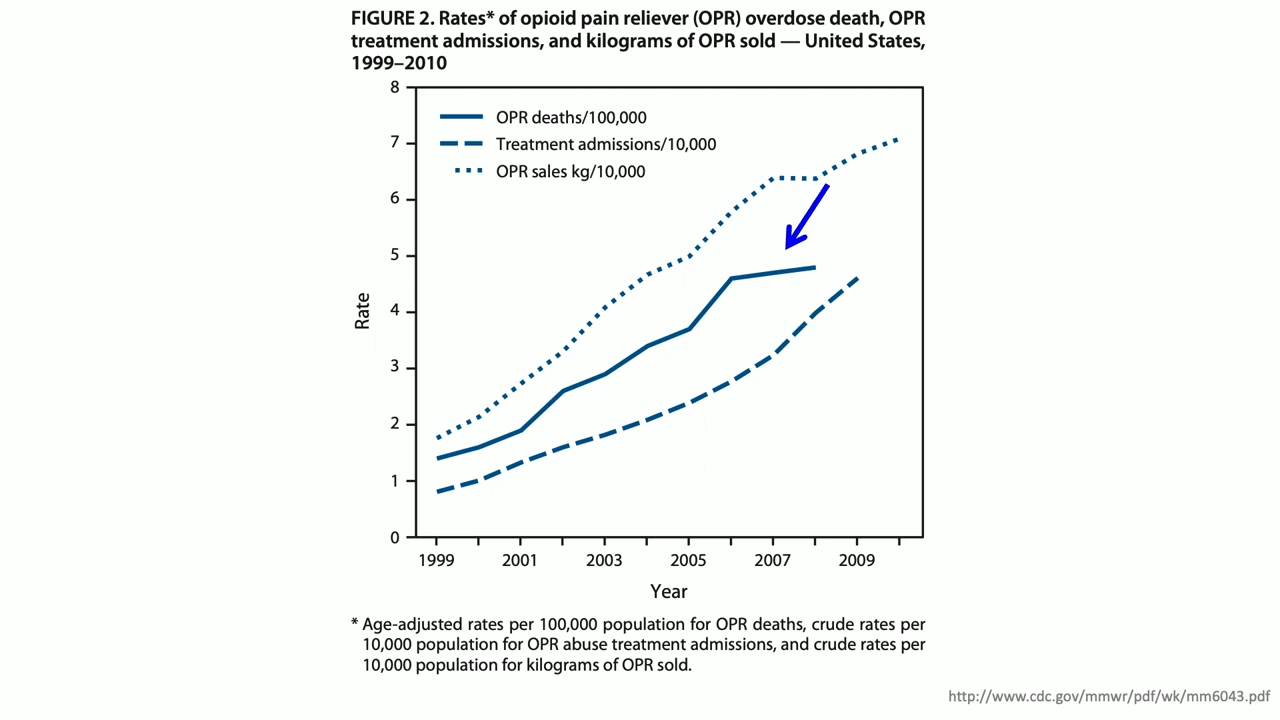 FIGURE 2. Rates* of opioid pain reliever (OPR) overdose death, OPR
treatment admissions, and kilograms of OPR sold — United States,
1999–2010
8
7
6
5
4
3
2
1
0
Rate
OPR deaths/100,000
Treatment admissions/10,000
OPR sales kg/10,000
1999 2001 2003 2005 2007 2009
Year
* Age-adjusted rates per 100,000 population for OPR deaths, crude rates per
10,000 population for OPR abuse treatment admissions, and crude rates per
10,000 population for kilograms of OPR sold.
http://www.cdc.gov/mmwr/pdf/wk/mm6043.pdf